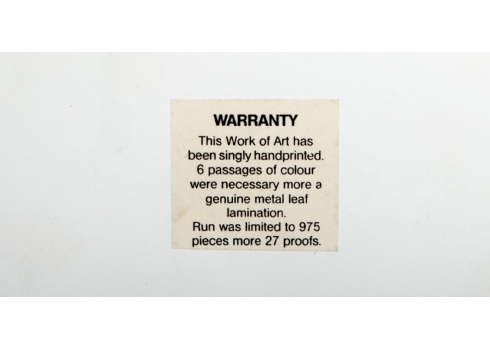 WARRANTY
This Work of Art has
been singly handprinted.
6 passages of colour
were necessary more a
genuine metal leaf
lamination.
Run was limited to 975
pieces more 27 proofs.